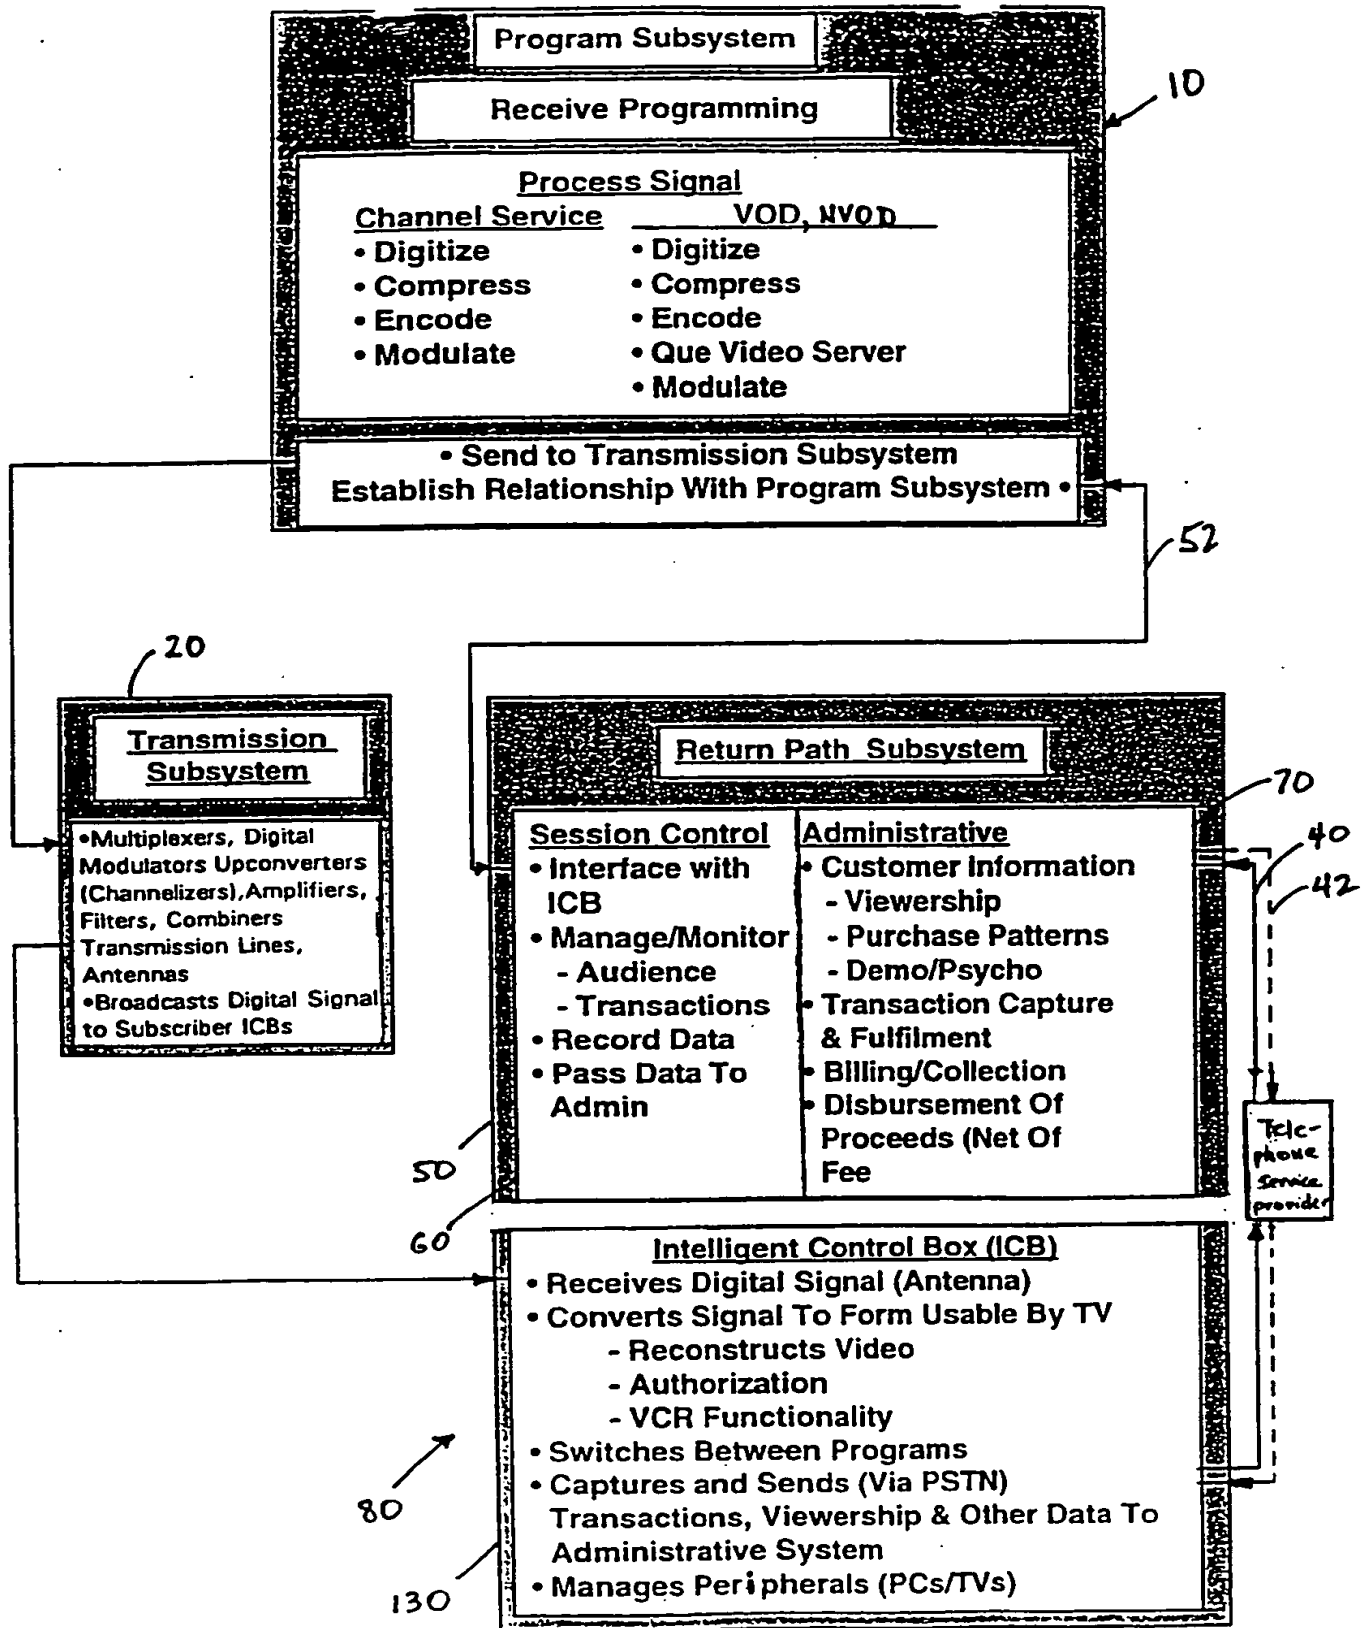 Program Subsystem
Receive Programming
10
Process Signal
Channel Service
• Digitize
• Compress
• Encode
• Modulate
VOD, NVOD
• Digitize
• Compress
• Encode
• Que Video Server
• Modulate
• Send to Transmission Subsystem
Establish Relationship With Program Subsystem •
52
20
Transmission
Subsystem
•Multiplexers, Digital
Modulators Upconverters
(Channelizers),Amplifiers,
Filters, Combiners
Transmission Lines,
Antennas
•Broadcasts Digital Signal
to Subscriber ICBs
Return Path Subsystem
70
40
42
Session Control
• Interface with
ICB
• Manage/Monitor
- Audience
- Transactions
• Record Data
• Pass Data To
Admin
Administrative
• Customer Information
- Viewership
- Purchase Patterns
- Demo/Psycho
• Transaction Capture
& Fulfilment
• Billing/Collection
• Disbursement Of
Proceeds (Net Of
Fee
50
60
Tele-
phone
service
provider
Intelligent Control Box (ICB)
• Receives Digital Signal (Antenna)
• Converts Signal To Form Usable By TV
- Reconstructs Video
- Authorization
- VCR Functionality
• Switches Between Programs
• Captures and Sends (Via PSTN)
Transactions, Viewership & Other Data To
Administrative System
• Manages Peripherals (PCs/TVs)
80
130